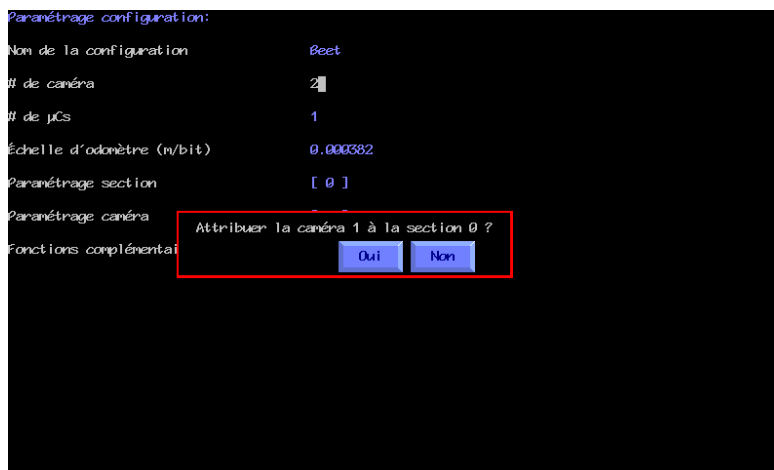 Paramétrage configuration:
Nom de la configuration Beet
# de caméra 2
# de µCs 1
Échelle d'odomètre (m/bit) 0.000382
Paramétrage section [ 0 ]
Paramétrage caméra
Attribuer la caméra 1 à la section 0 ?
Fonctions complémentai
Oui Non